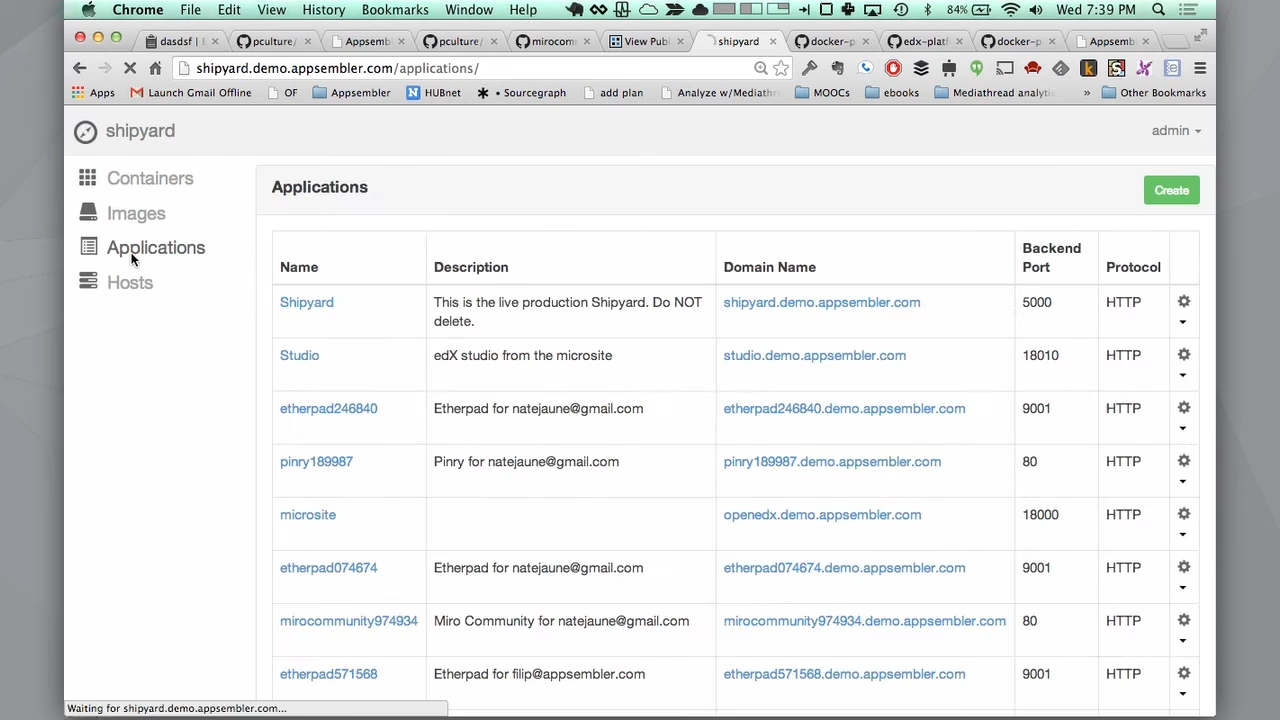 Chrome File Edit View History Bookmarks Window Help 84% Wed 7:39 PM
dasdsf | E pculture/ Appsemb pculture/ mirocom View Publ shipyard docker-p edx-platf docker-p Appsemb
shipyard.demo.appsembler.com/applications/
Apps Launch Gmail Offline OF Appsembler HUBnet • Sourcegraph add plan Analyze w/Mediathr MOOCs ebooks Mediathread analytic » Other Bookmarks
shipyard
admin
Containers
Images
Applications
Hosts
Applications
Create
Name Description Domain Name Backend Port Protocol
Shipyard This is the live production Shipyard. Do NOT delete. shipyard.demo.appsembler.com 5000 HTTP
Studio edX studio from the microsite studio.demo.appsembler.com 18010 HTTP
etherpad246840 Etherpad for natejaune@gmail.com etherpad246840.demo.appsembler.com 9001 HTTP
pinry189987 Pinry for natejaune@gmail.com pinry189987.demo.appsembler.com 80 HTTP
microsite openedx.demo.appsembler.com 18000 HTTP
etherpad074674 Etherpad for natejaune@gmail.com etherpad074674.demo.appsembler.com 9001 HTTP
mirocommunity974934 Miro Community for natejaune@gmail.com mirocommunity974934.demo.appsembler.com 80 HTTP
etherpad571568 Etherpad for filip@appsembler.com etherpad571568.demo.appsembler.com 9001 HTTP
Waiting for shipyard.demo.appsembler.com...